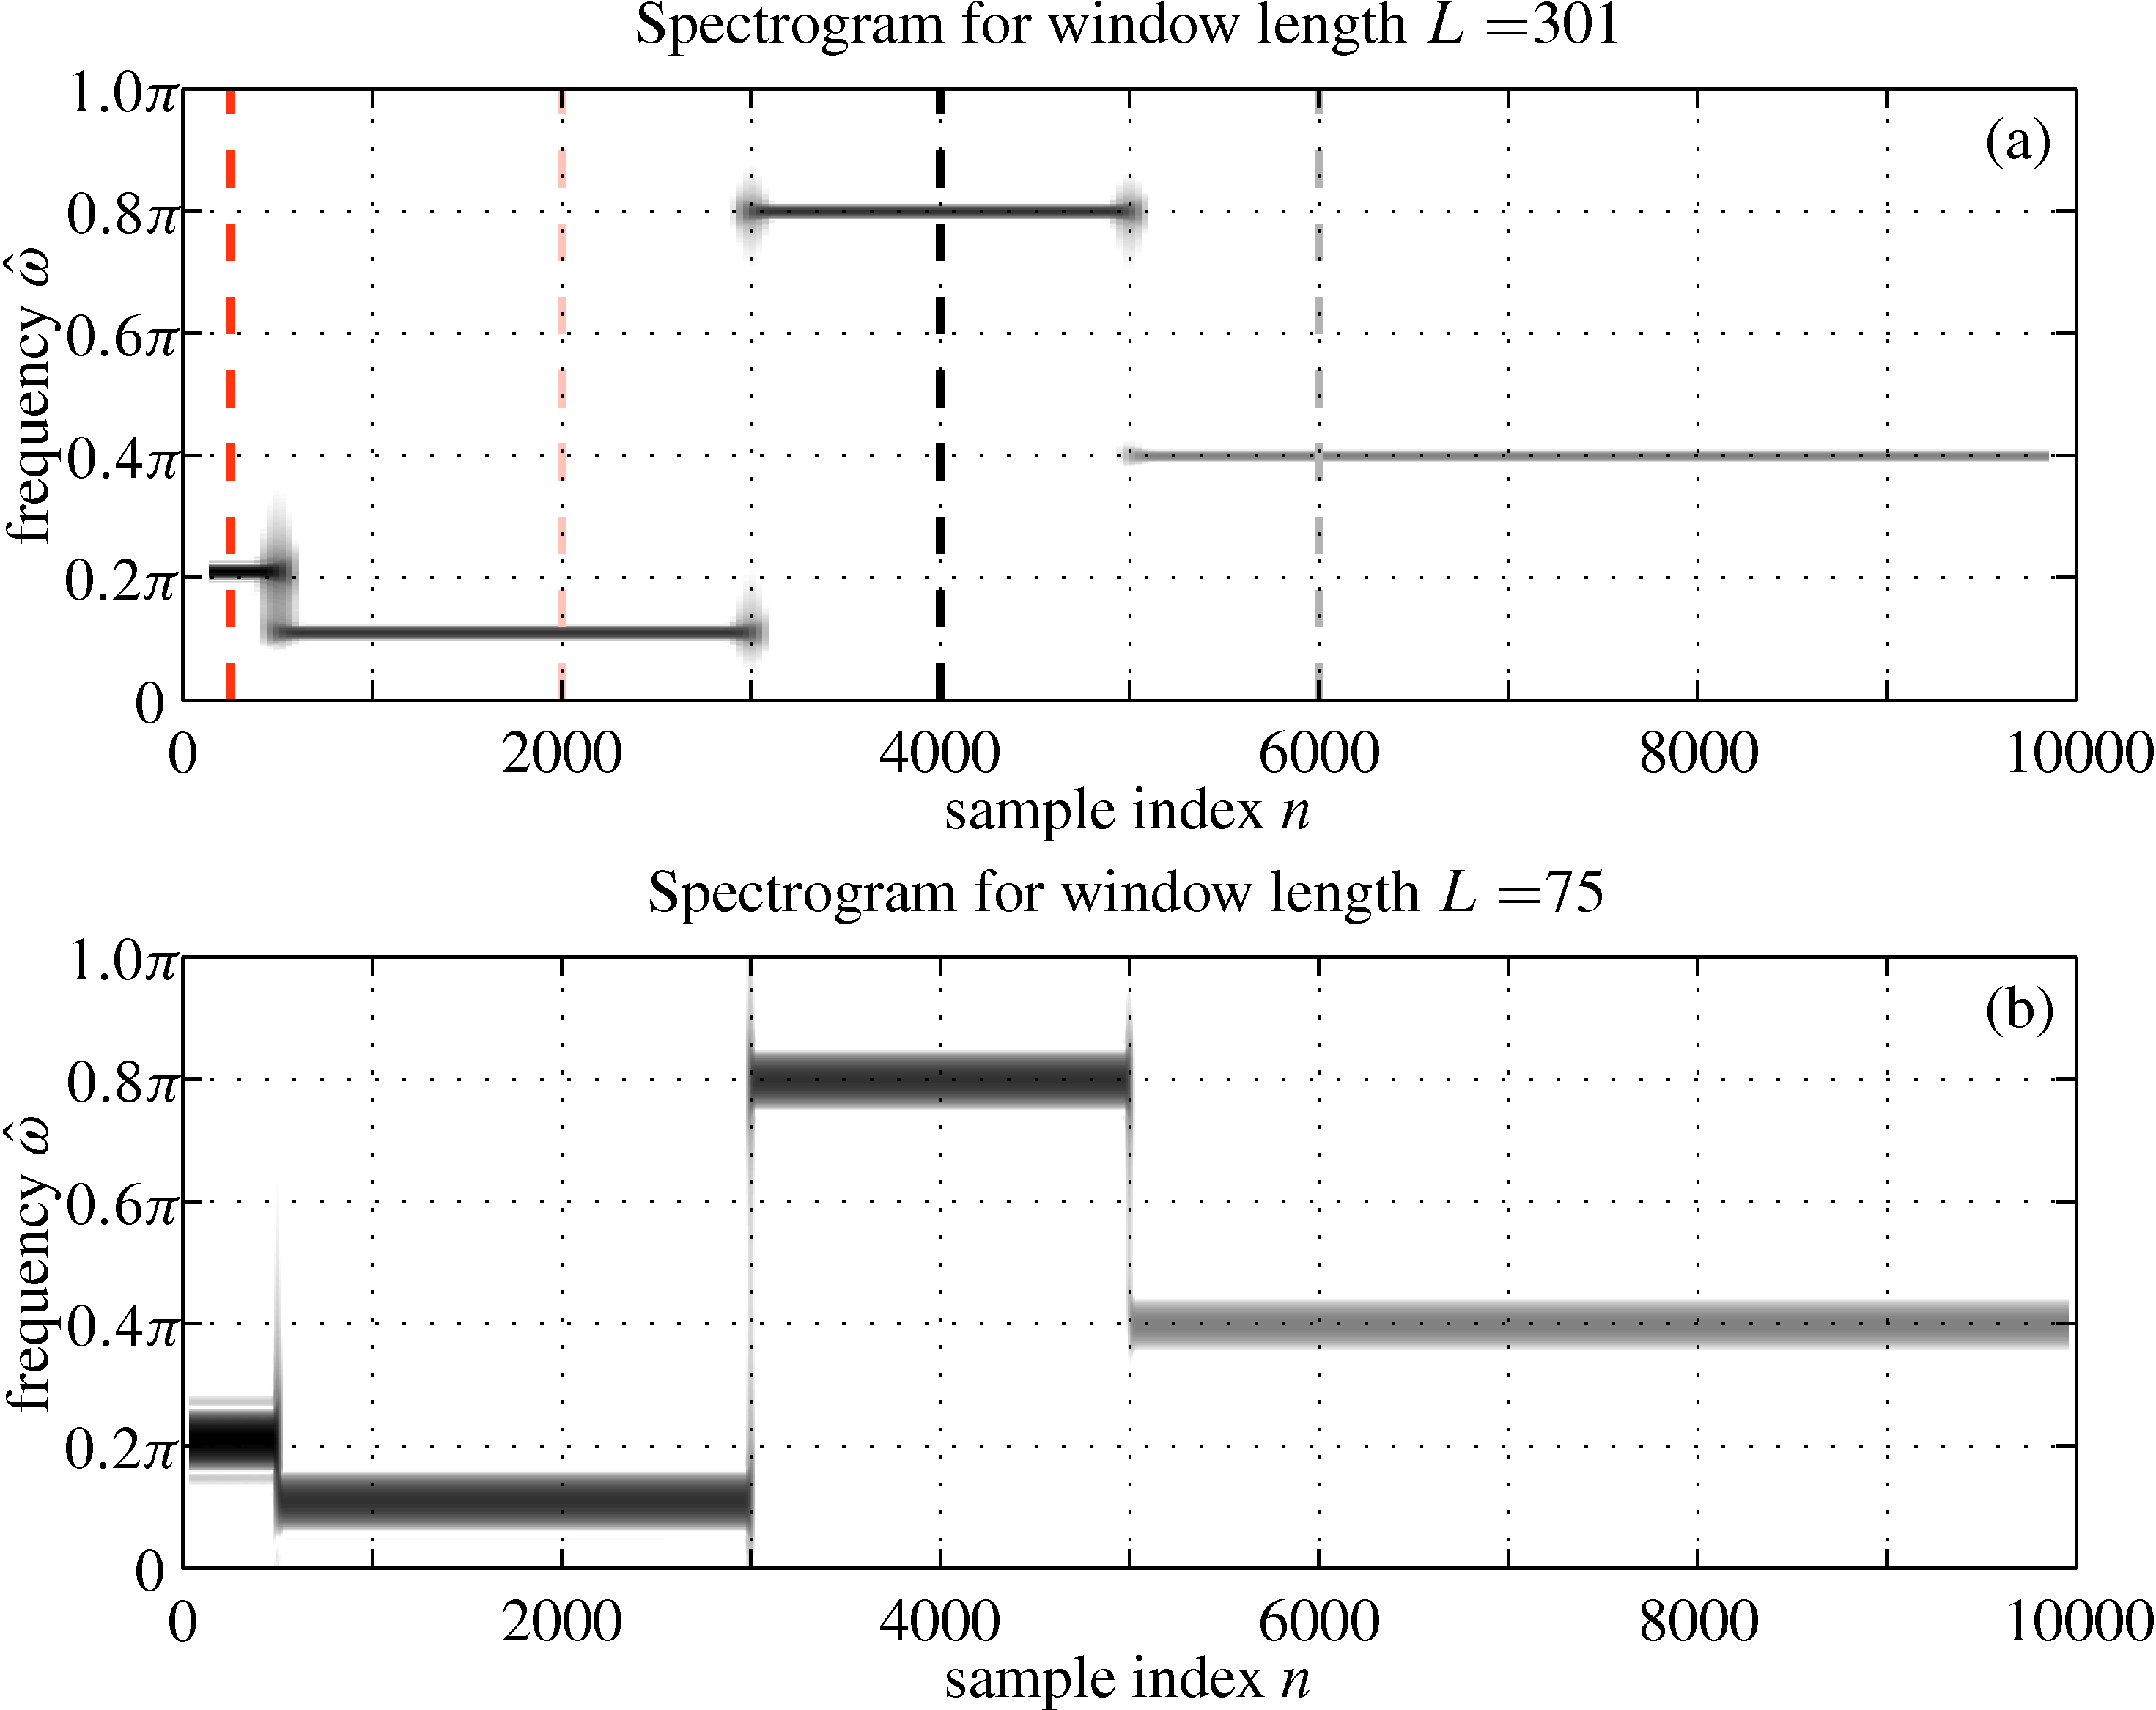 Spectrogram for window length L =301
1.0π
(a)
0.8π
0.6π
0.4π
0.2π
0
frequency ω̂
0 2000 4000 6000 8000 10000
sample index n
Spectrogram for window length L =75
1.0π
(b)
0.8π
0.6π
0.4π
0.2π
0
frequency ω̂
0 2000 4000 6000 8000 10000
sample index n